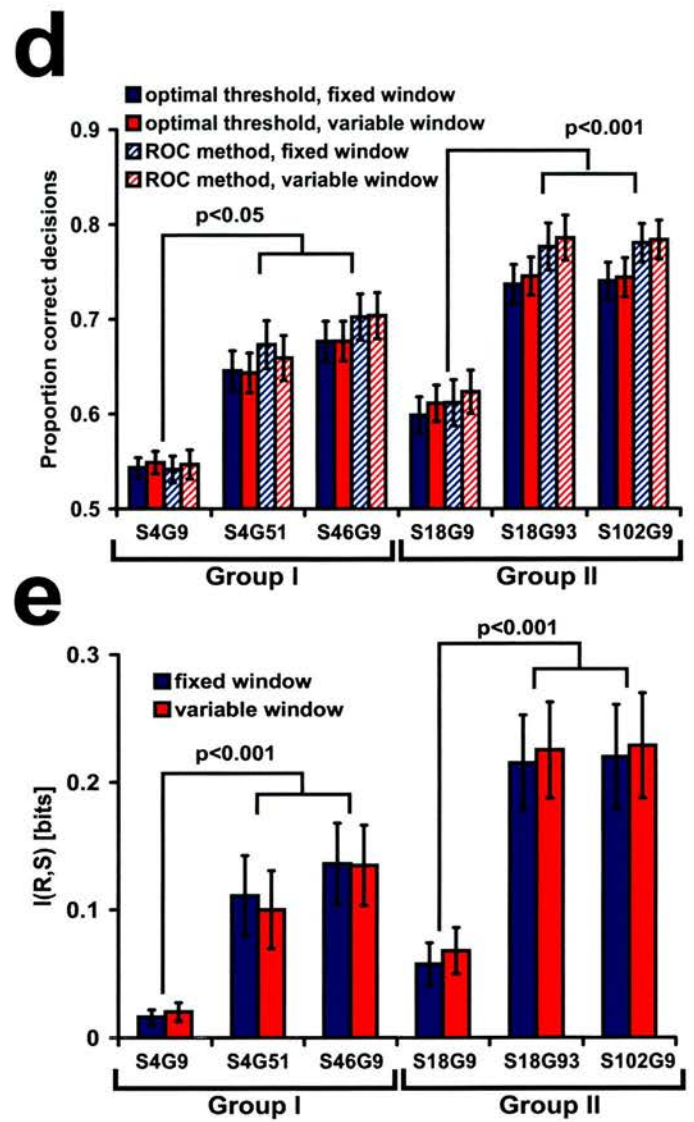 d
optimal threshold, fixed window
optimal threshold, variable window
ROC method, fixed window
ROC method, variable window
p<0.05
p<0.001
Proportion correct decisions
0.9
0.8
0.7
0.6
0.5
S4G9 S4G51 S46G9 S18G9 S18G93 S102G9
Group I Group II
e
fixed window
variable window
p<0.001
p<0.001
I(R,S) [bits]
0.3
0.2
0.1
0
S4G9 S4G51 S46G9 S18G9 S18G93 S102G9
Group I Group II